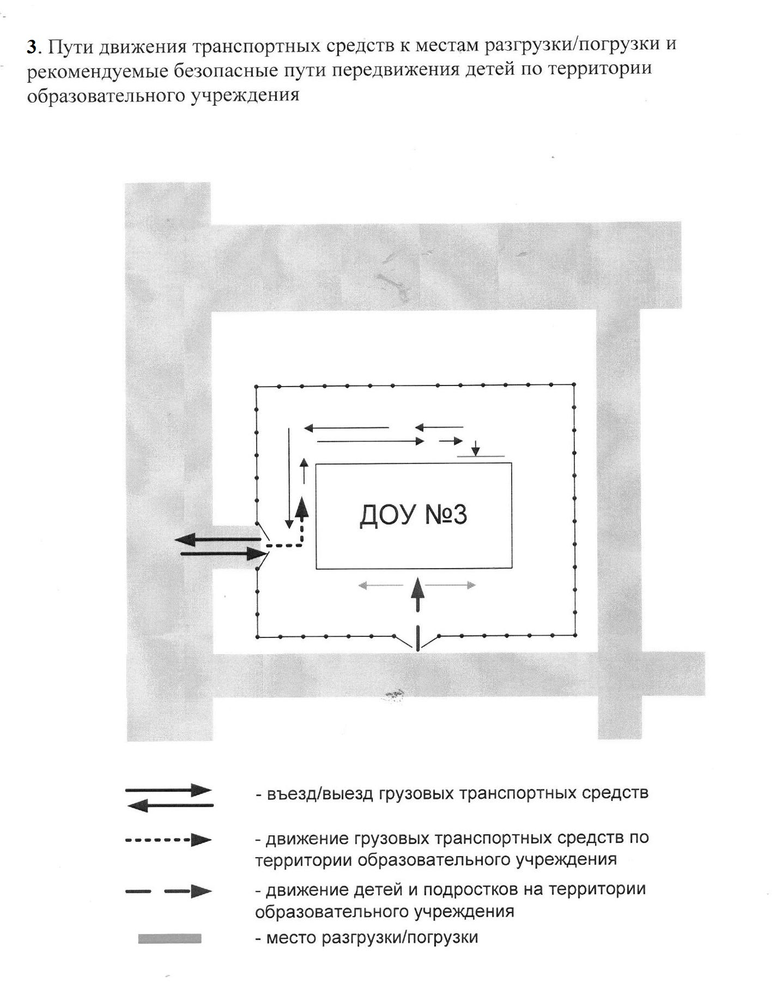 3. Пути движения транспортных средств к местам разгрузки/погрузки и
рекомендуемые безопасные пути передвижения детей по территории
образовательного учреждения
ДОУ №3
- въезд/выезд грузовых транспортных средств
- движение грузовых транспортных средств по
территории образовательного учреждения
- движение детей и подростков на территории
образовательного учреждения
- место разгрузки/погрузки